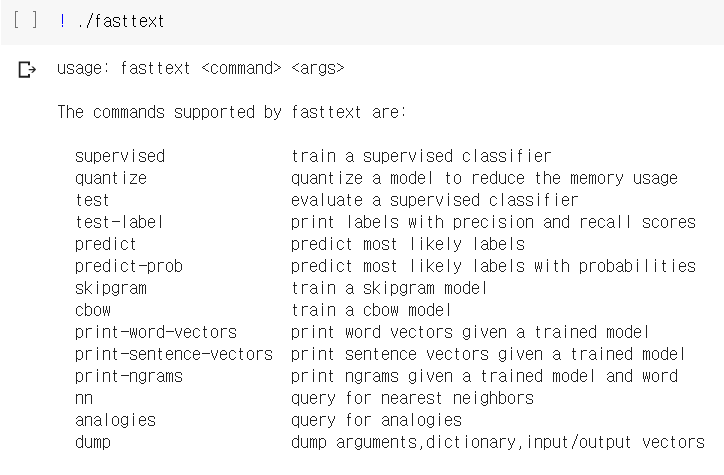 [ ] ! ./fasttext
usage: fasttext <command> <args>
The commands supported by fasttext are:
supervised train a supervised classifier
quantize quantize a model to reduce the memory usage
test evaluate a supervised classifier
test-label print labels with precision and recall scores
predict predict most likely labels
predict-prob predict most likely labels with probabilities
skipgram train a skipgram model
cbow train a cbow model
print-word-vectors print word vectors given a trained model
print-sentence-vectors print sentence vectors given a trained model
print-ngrams print ngrams given a trained model and word
nn query for nearest neighbors
analogies query for analogies
dump dump arguments,dictionary,input/output vectors